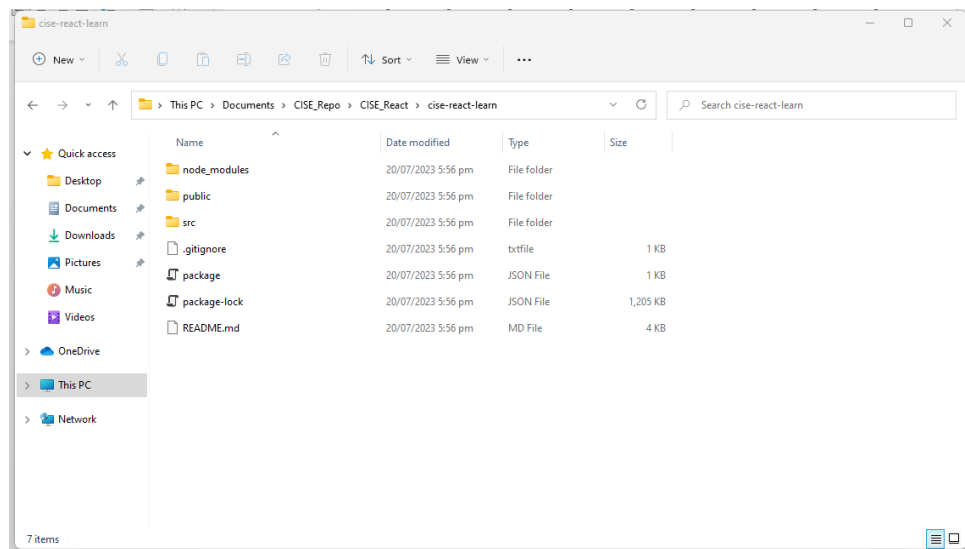 cise-react-learn
New
Sort
View
This PC > Documents > CISE_Repo > CISE_React > cise-react-learn
Search cise-react-learn
Name Date modified Type Size
Quick access
Desktop
Documents
Downloads
Pictures
Music
Videos
OneDrive
This PC
Network
node_modules 20/07/2023 5:56 pm File folder
public 20/07/2023 5:56 pm File folder
src 20/07/2023 5:56 pm File folder
.gitignore 20/07/2023 5:56 pm txtfile 1 KB
package 20/07/2023 5:56 pm JSON File 1 KB
package-lock 20/07/2023 5:56 pm JSON File 1,205 KB
README.md 20/07/2023 5:56 pm MD File 4 KB
7 items